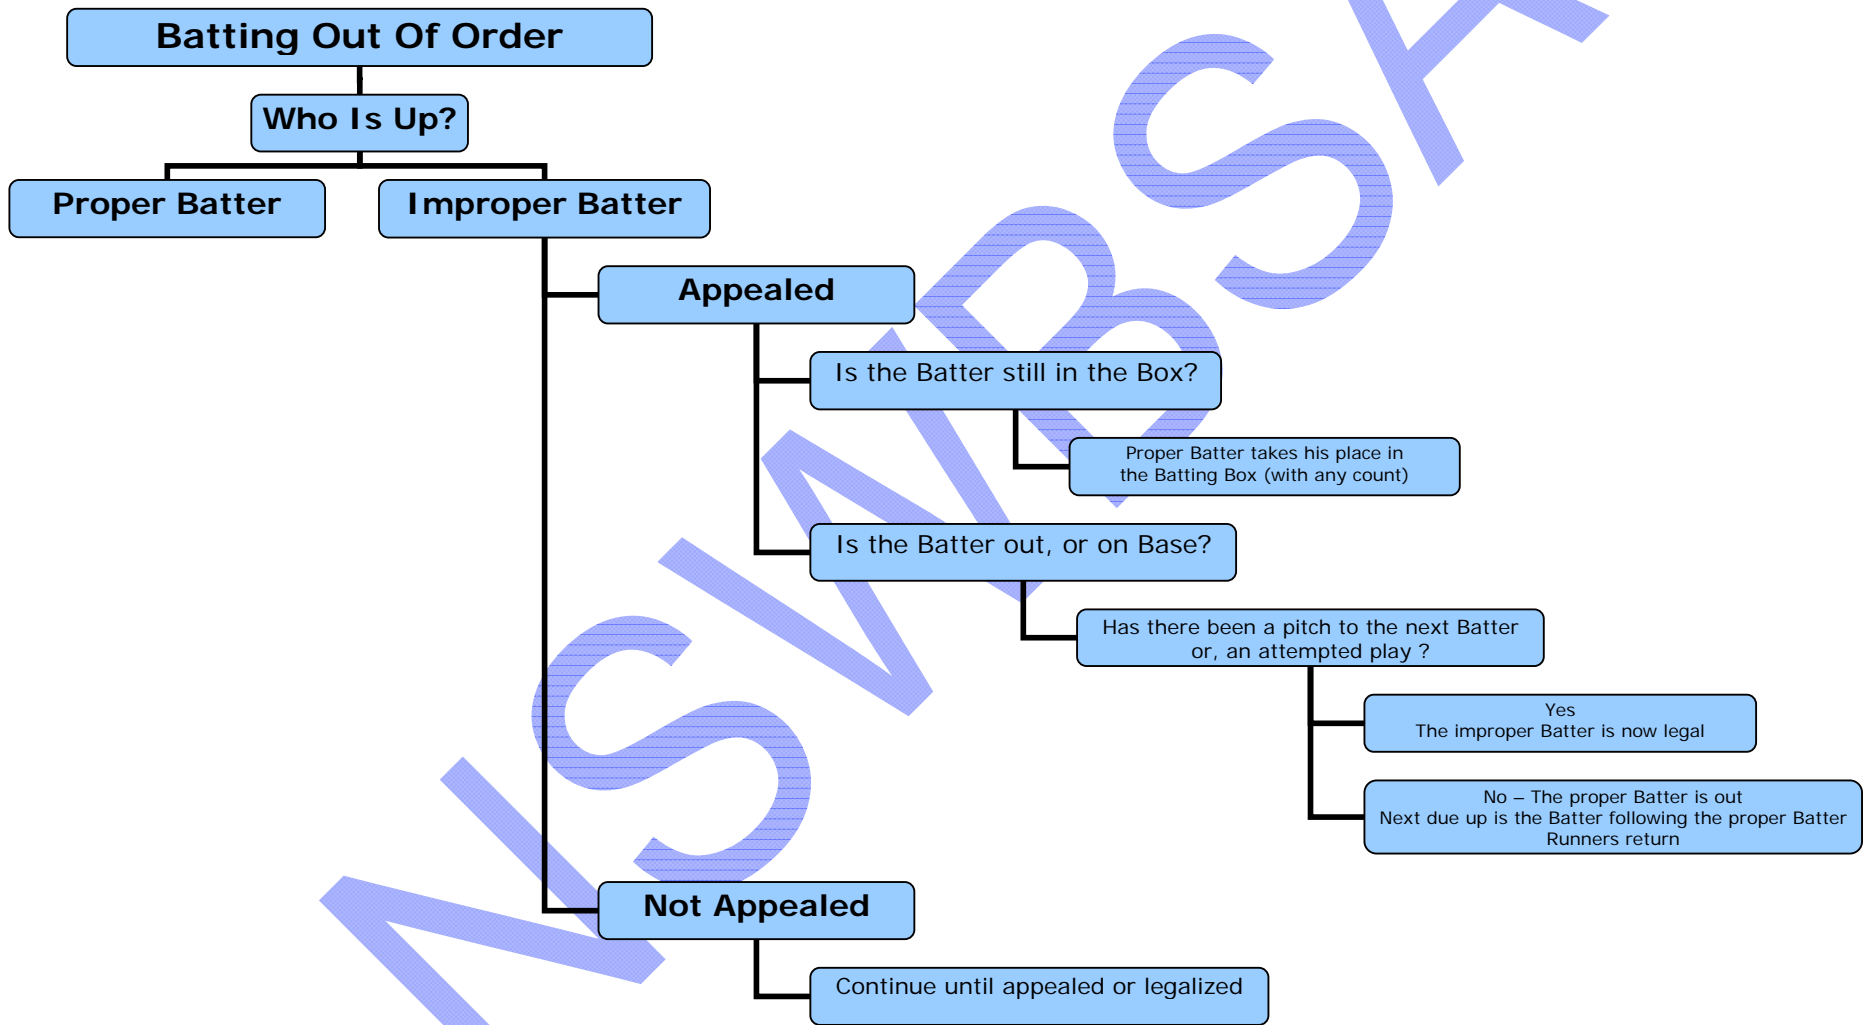 Batting Out Of Order
Who Is Up?
Proper Batter
Improper Batter
Appealed
Is the Batter still in the Box?
Proper Batter takes his place in
the Batting Box (with any count)
Is the Batter out, or on Base?
Has there been a pitch to the next Batter
or, an attempted play ?
Yes
The improper Batter is now legal
No – The proper Batter is out
Next due up is the Batter following the proper Batter
Runners return
Not Appealed
Continue until appealed or legalized
NSWBSA